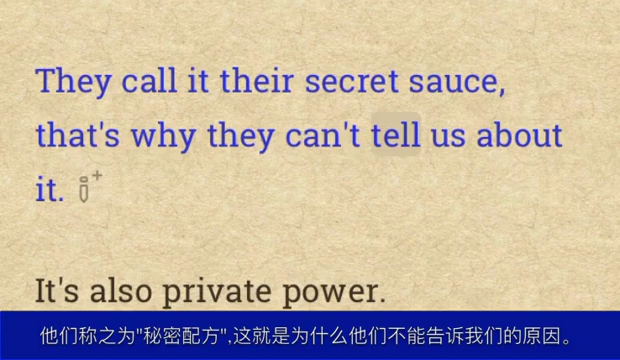 They call it their secret sauce,
that's why they can't tell us about
it.
It's also private power.
他们称之为"秘密配方",这就是为什么他们不能告诉我们的原因。